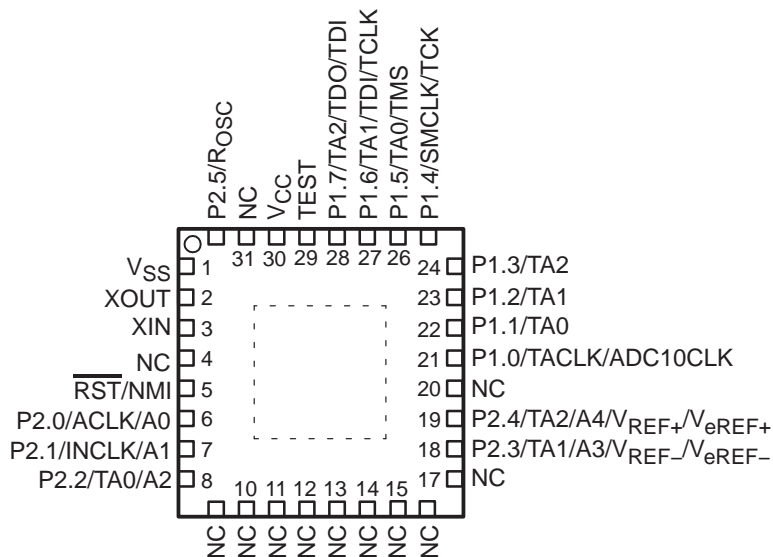 P2.5/ROSC
NC
VCC
TEST
P1.7/TA2/TDO/TDI
P1.6/TA1/TDI/TCLK
P1.5/TA0/TMS
P1.4/SMCLK/TCK
31 30 29 28 27 26
VSS 1 24 P1.3/TA2
XOUT 2 23 P1.2/TA1
XIN 3 22 P1.1/TA0
NC 4 21 P1.0/TACLK/ADC10CLK
RST/NMI 5 20 NC
P2.0/ACLK/A0 6 19 P2.4/TA2/A4/VREF+/VeREF+
P2.1/INCLK/A1 7 18 P2.3/TA1/A3/VREF−/VeREF−
P2.2/TA0/A2 8 17 NC
10 11 12 13 14 15
NC NC NC NC NC NC NC NC